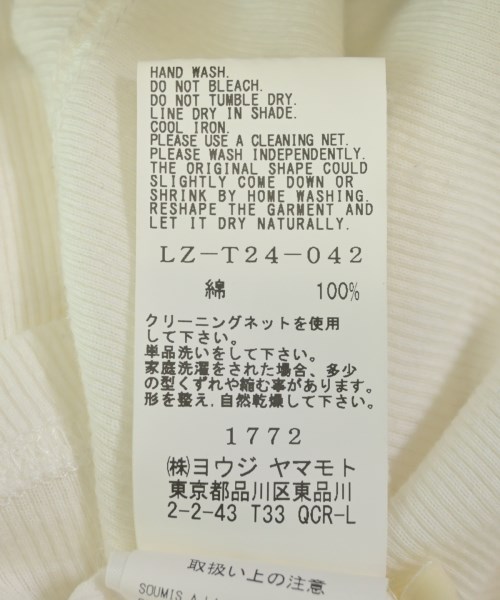 HAND WASH.
DO NOT BLEACH.
DO NOT TUMBLE DRY.
LINE DRY IN SHADE.
COOL IRON.
PLEASE USE A CLEANING NET.
PLEASE WASH INDEPENDENTLY.
THE ORIGINAL SHAPE COULD
SLIGHTLY COME DOWN OR
SHRINK BY HOME WASHING.
RESHAPE THE GARMENT AND
LET IT DRY NATURALLY.
LZ-T24-042
綿 100%
クリーニングネットを使用
して下さい。
単品洗いをして下さい。
家庭洗濯をされた場合、多少
の型くずれや縮む事があります。
形を整え、自然乾燥して下さい。
1772
㈱ヨウジ ヤマモト
東京都品川区東品川
2-2-43 T33 QCR-L
取扱い上の注意
SOUMIS A